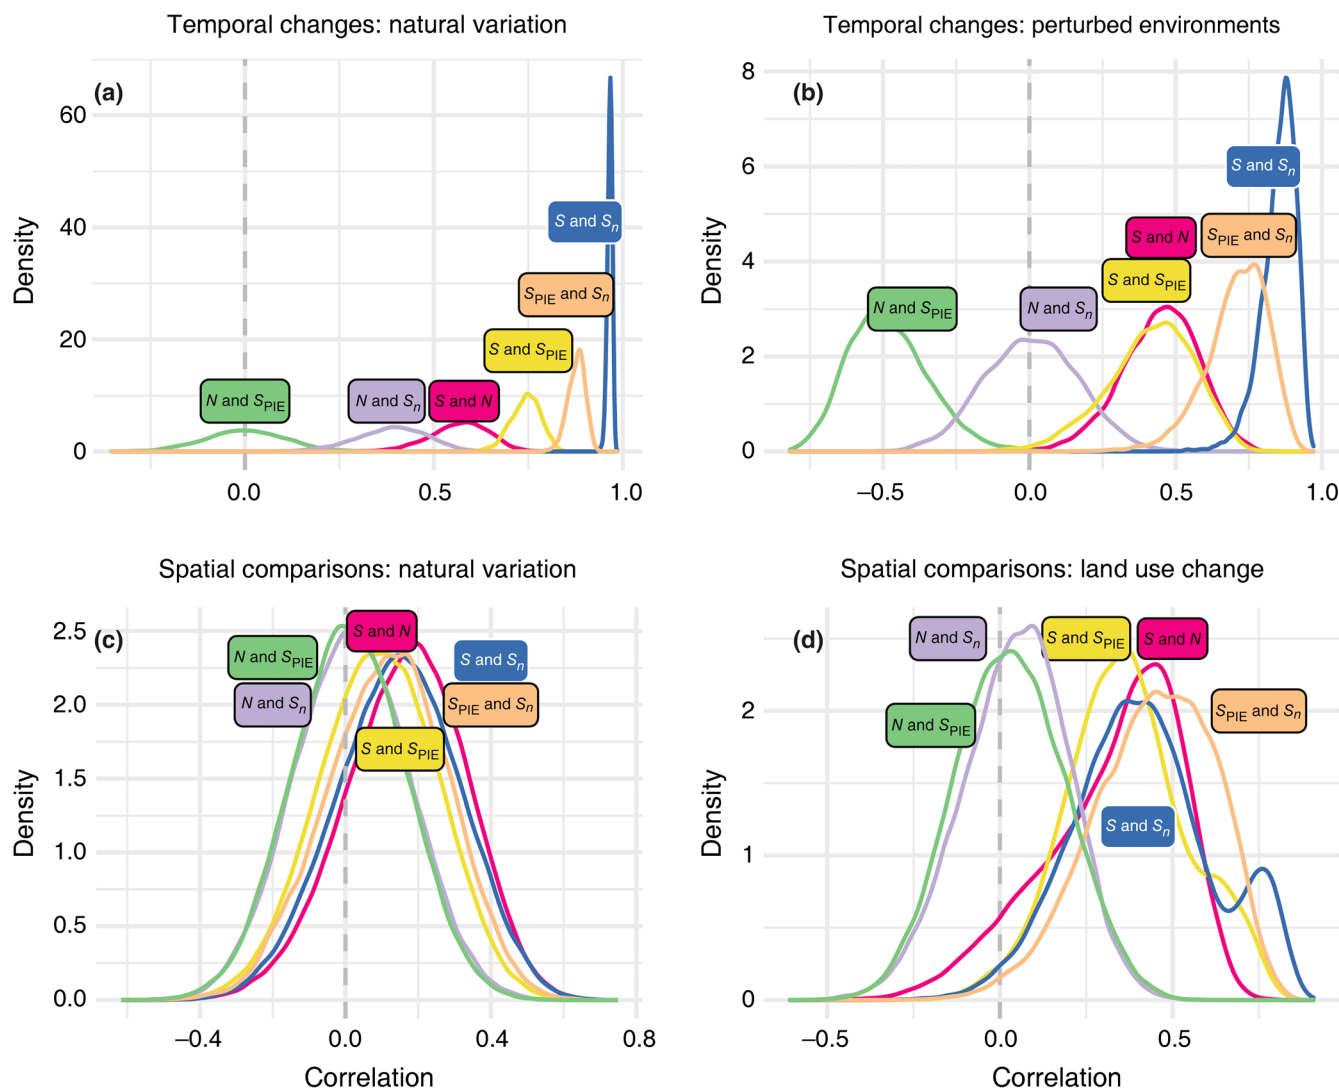 Temporal changes: natural variation
(a)
Density
60
40
20
0
N and SPIE
N and Sn
S and N
S and SPIE
SPIE and Sn
S and Sn
0.0
0.5
1.0
Temporal changes: perturbed environments
(b)
Density
8
6
4
2
0
N and SPIE
N and Sn
S and N
S and SPIE
SPIE and Sn
S and Sn
–0.5
0.0
0.5
1.0
Spatial comparisons: natural variation
(c)
Density
2.5
2.0
1.5
1.0
0.5
0.0
N and SPIE
N and Sn
S and N
S and Sn
SPIE and Sn
S and SPIE
–0.4
0.0
0.4
0.8
Correlation
Spatial comparisons: land use change
(d)
Density
2
1
0
N and Sn
S and SPIE
S and N
N and SPIE
SPIE and Sn
S and Sn
–0.5
0.0
0.5
Correlation